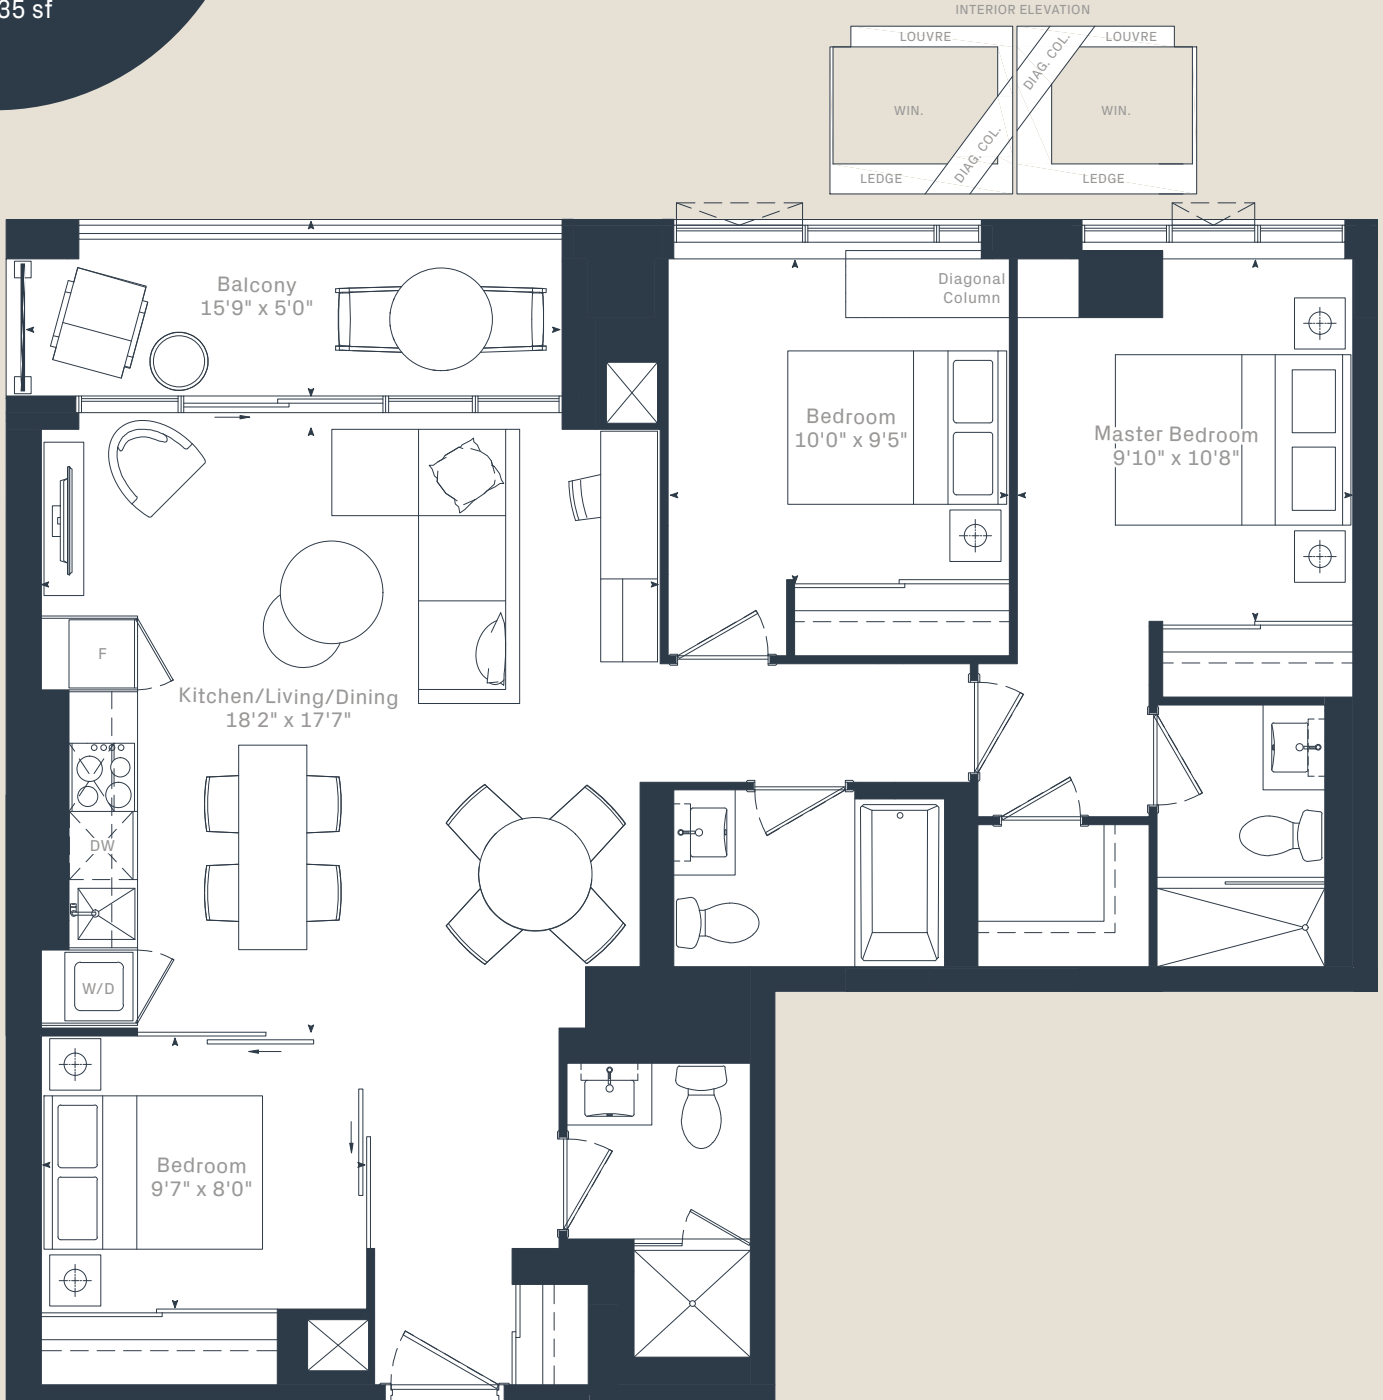 35 sf
INTERIOR ELEVATION
LOUVRE
LOUVRE
DIAG. COL.
WIN.
WIN.
DIAG. COL.
LEDGE
LEDGE
Balcony
15'9" x 5'0"
Diagonal
Column
Bedroom
10'0" x 9'5"
Master Bedroom
9'10" x 10'8"
F
Kitchen/Living/Dining
18'2" x 17'7"
DW
W/D
Bedroom
9'7" x 8'0"